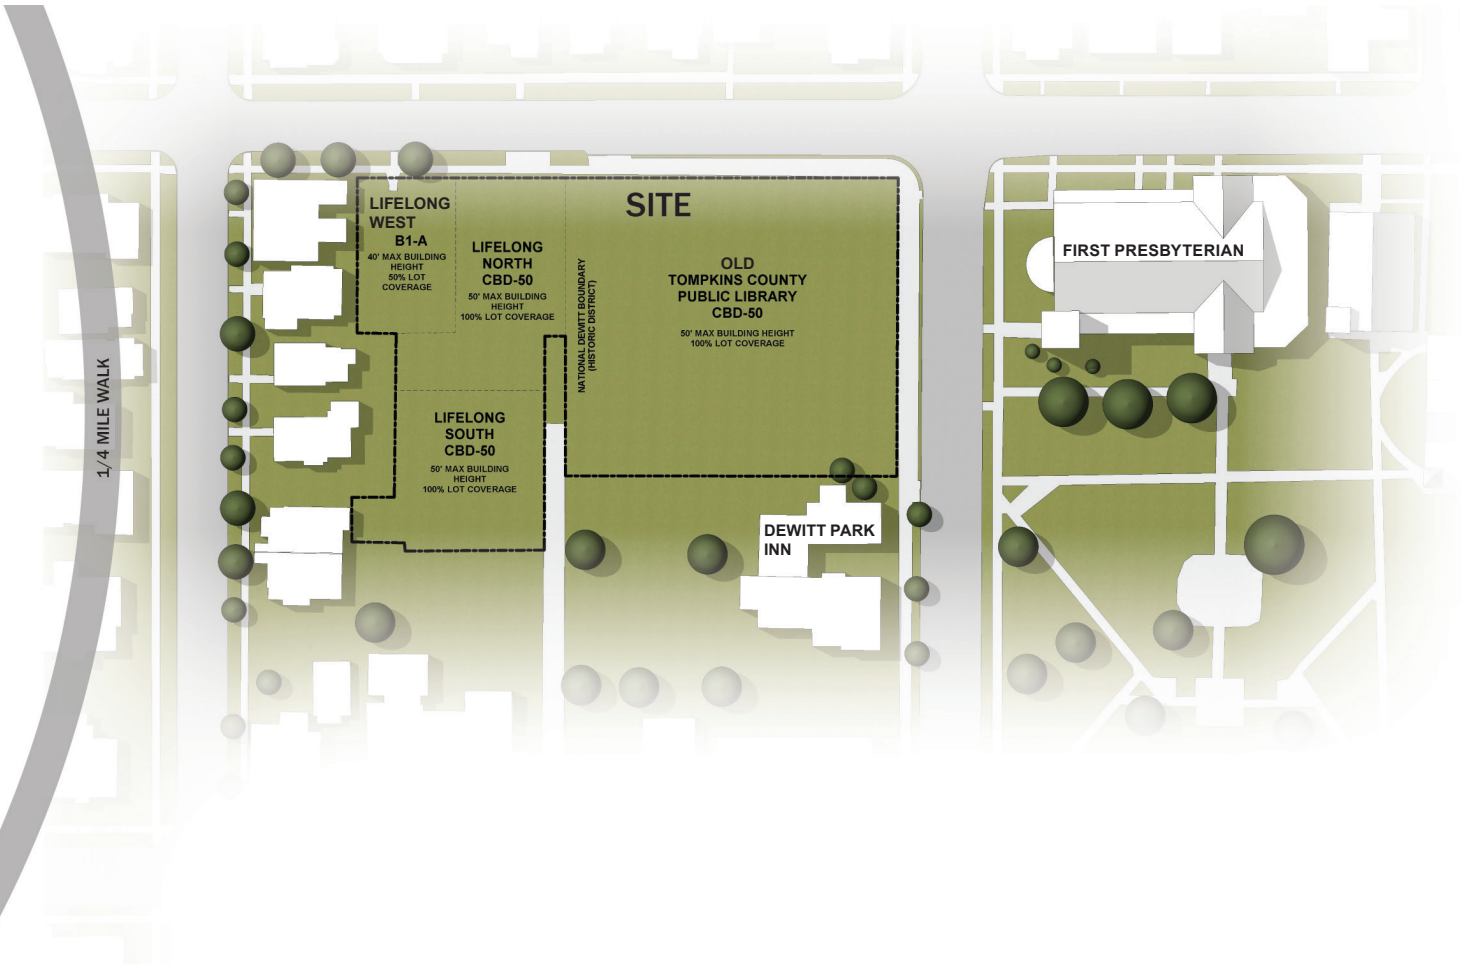 SITE
LIFELONG
WEST
B1-A
40' MAX BUILDING
HEIGHT
50% LOT
COVERAGE
LIFELONG
NORTH
CBD-50
50' MAX BUILDING
HEIGHT
100% LOT COVERAGE
NATIONAL DEWITT BOUNDARY
(HISTORIC DISTRICT)
OLD
TOMPKINS COUNTY
PUBLIC LIBRARY
CBD-50
50' MAX BUILDING HEIGHT
100% LOT COVERAGE
FIRST PRESBYTERIAN
1/4 MILE WALK
LIFELONG
SOUTH
CBD-50
50' MAX BUILDING
HEIGHT
100% LOT COVERAGE
DEWITT PARK
INN